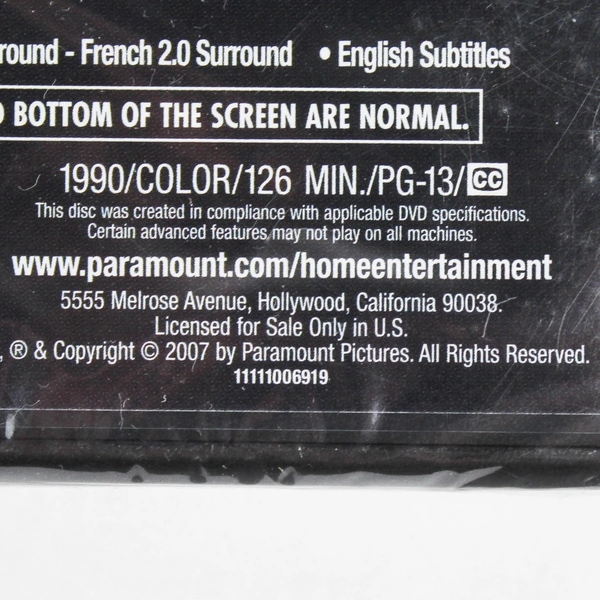 round - French 2.0 Surround • English Subtitles
D BOTTOM OF THE SCREEN ARE NORMAL.
1990/COLOR/126 MIN./PG-13/CC
This disc was created in compliance with applicable DVD specifications.
Certain advanced features may not play on all machines.
www.paramount.com/homeentertainment
5555 Melrose Avenue, Hollywood, California 90038.
Licensed for Sale Only in U.S.
, ® & Copyright © 2007 by Paramount Pictures. All Rights Reserved.
11111006919